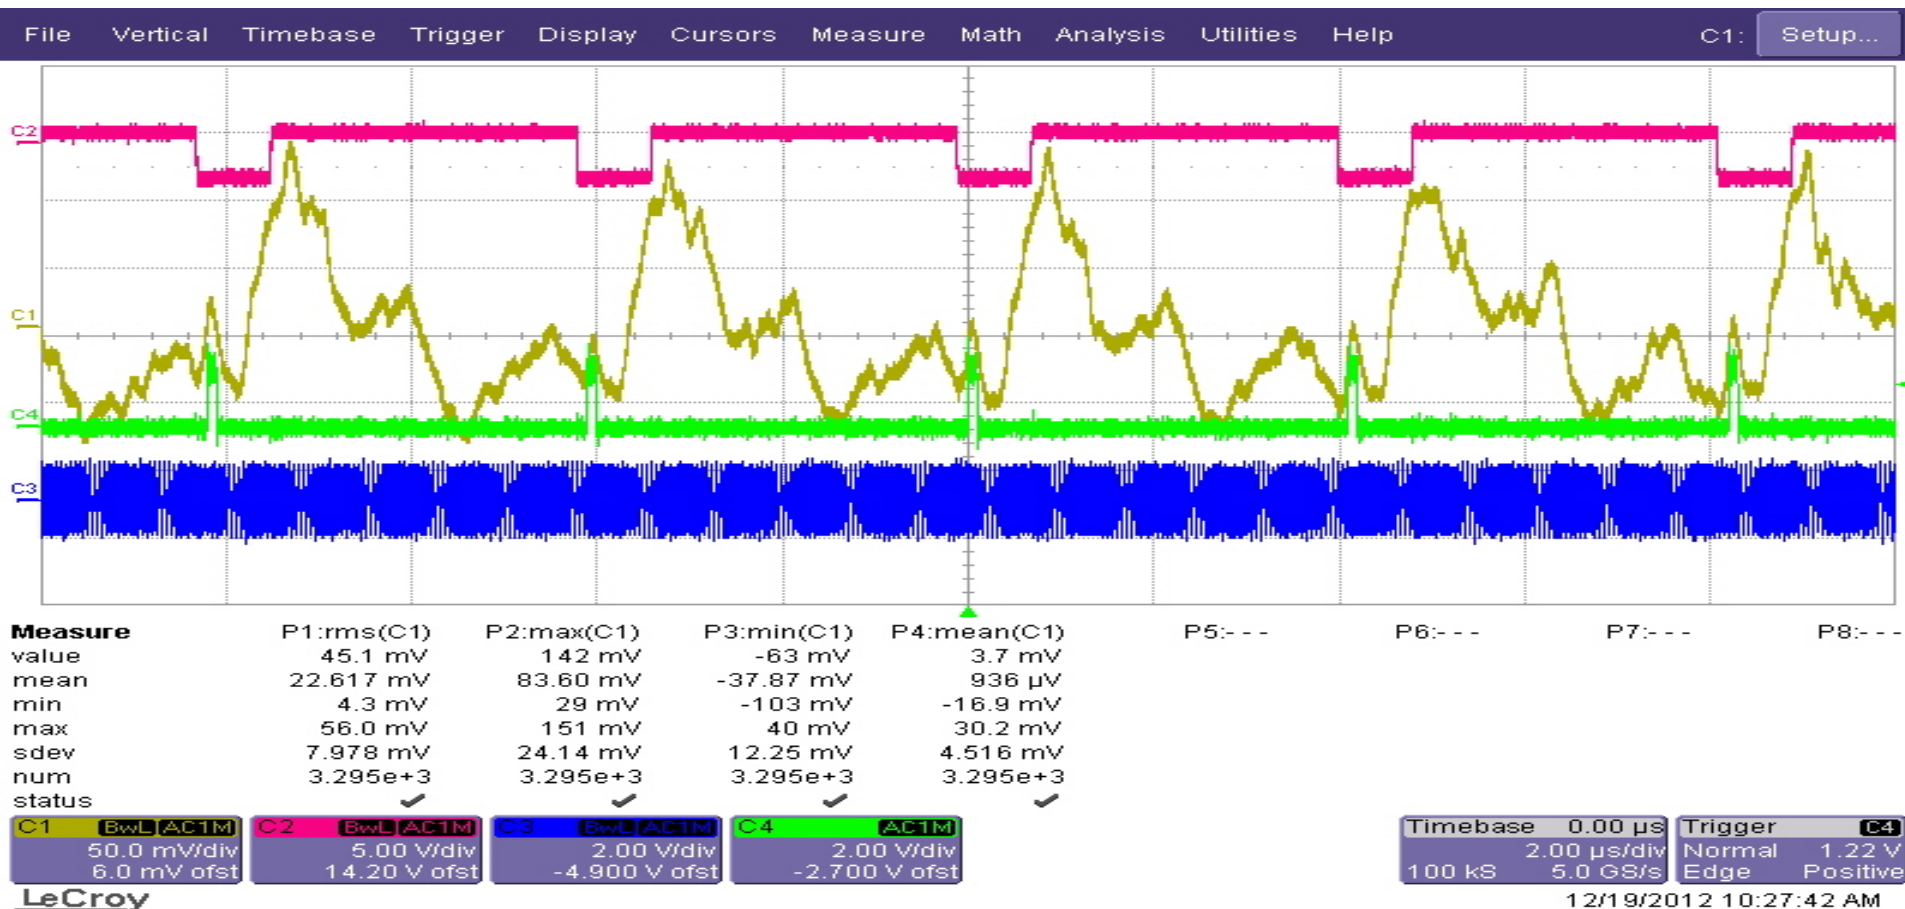 File Vertical Timebase Trigger Display Cursors Measure Math Analysis Utilities Help C1: Setup...
C2
C1
C4
C3
Measure P1:rms(C1) P2:max(C1) P3:min(C1) P4:mean(C1) P5:- - - P6:- - - P7:- - - P8:- - -
value 45.1 mV 142 mV -63 mV 3.7 mV
mean 22.617 mV 83.60 mV -37.87 mV 936 µV
min 4.3 mV 29 mV -103 mV -16.9 mV
max 56.0 mV 151 mV 40 mV 30.2 mV
sdev 7.978 mV 24.14 mV 12.25 mV 4.516 mV
num 3.295e+3 3.295e+3 3.295e+3 3.295e+3
status
C1 BwL AC1M C2 BwL AC1M C3 BwL AC1M C4 AC1M Timebase 0.00 µs Trigger C4
50.0 mV/div 5.00 V/div 2.00 V/div 2.00 V/div 2.00 µs/div Normal 1.22 V
6.0 mV ofst 14.20 V ofst -4.900 V ofst -2.700 V ofst 100 kS 5.0 GS/s Edge Positive
LeCroy 12/19/2012 10:27:42 AM